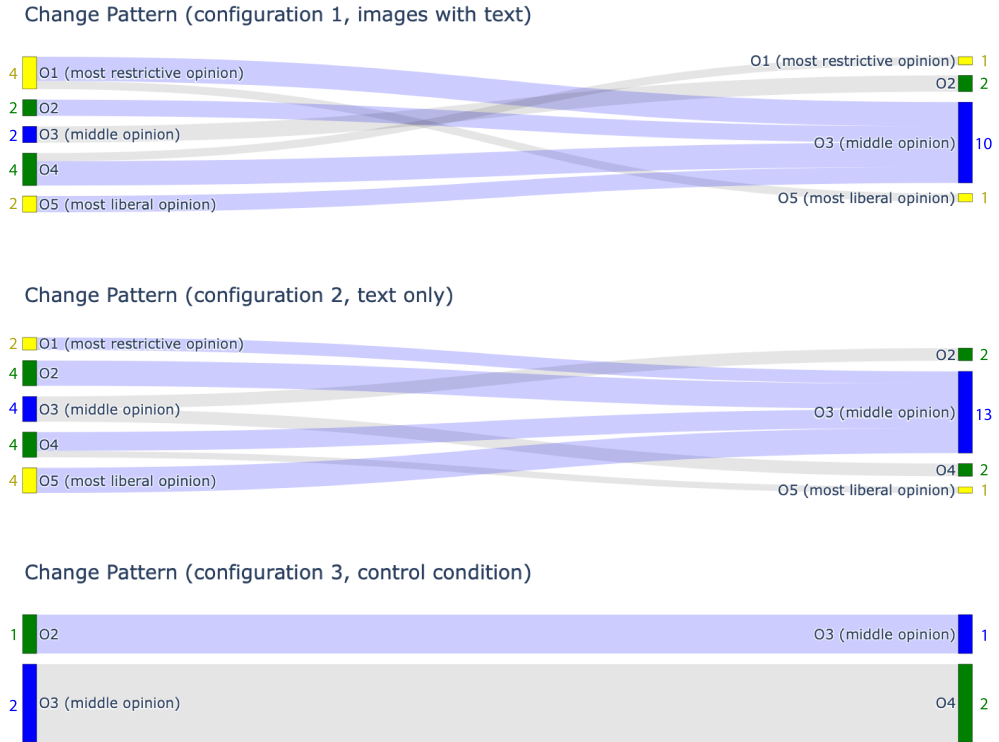 Change Pattern (configuration 1, images with text)
4 O1 (most restrictive opinion) O1 (most restrictive opinion) 1
O2 2
2 O2
2 O3 (middle opinion) O3 (middle opinion) 10
4 O4
2 O5 (most liberal opinion) O5 (most liberal opinion) 1
Change Pattern (configuration 2, text only)
2 O1 (most restrictive opinion)
O2 2
4 O2
4 O3 (middle opinion) O3 (middle opinion) 13
4 O4
O4 2
4 O5 (most liberal opinion) O5 (most liberal opinion) 1
Change Pattern (configuration 3, control condition)
1 O2 O3 (middle opinion) 1
2 O3 (middle opinion) O4 2